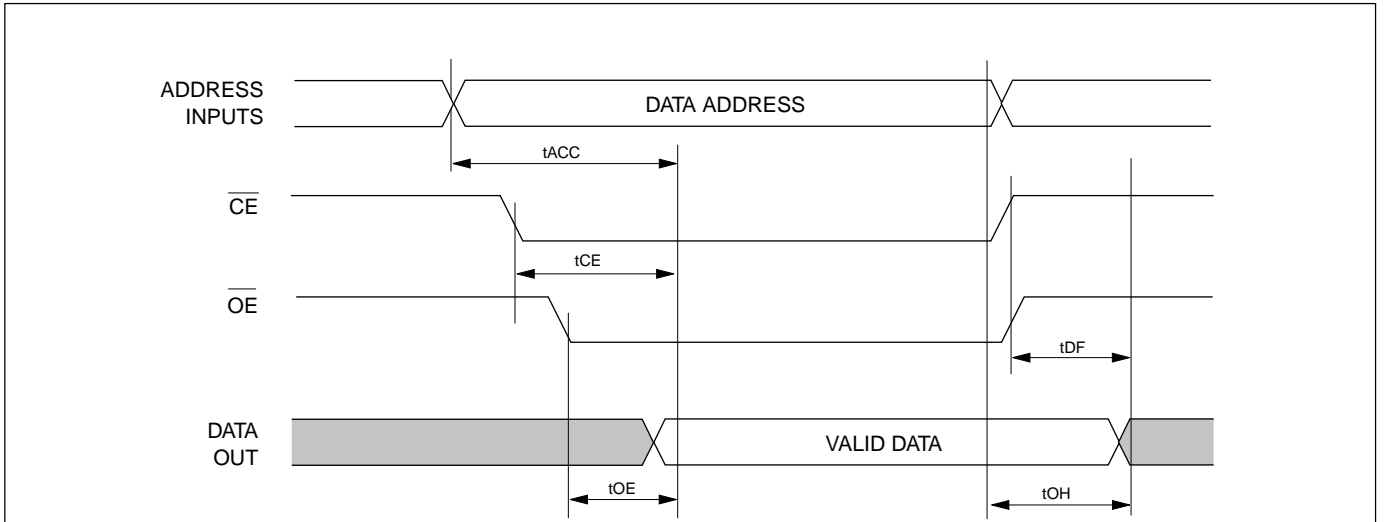 ADDRESS
INPUTS
DATA ADDRESS
tACC
CE
tCE
OE
tDF
DATA
OUT
VALID DATA
tOE
tOH